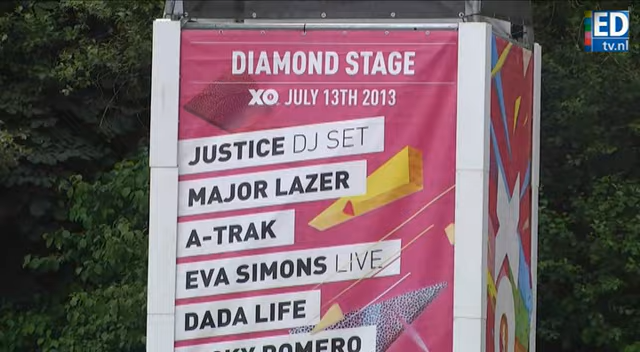 ED
tv.nl
DIAMOND STAGE
XO JULY 13TH 2013
JUSTICE DJ SET
MAJOR LAZER
A-TRAK
EVA SIMONS LIVE
DADA LIFE
ROMERO